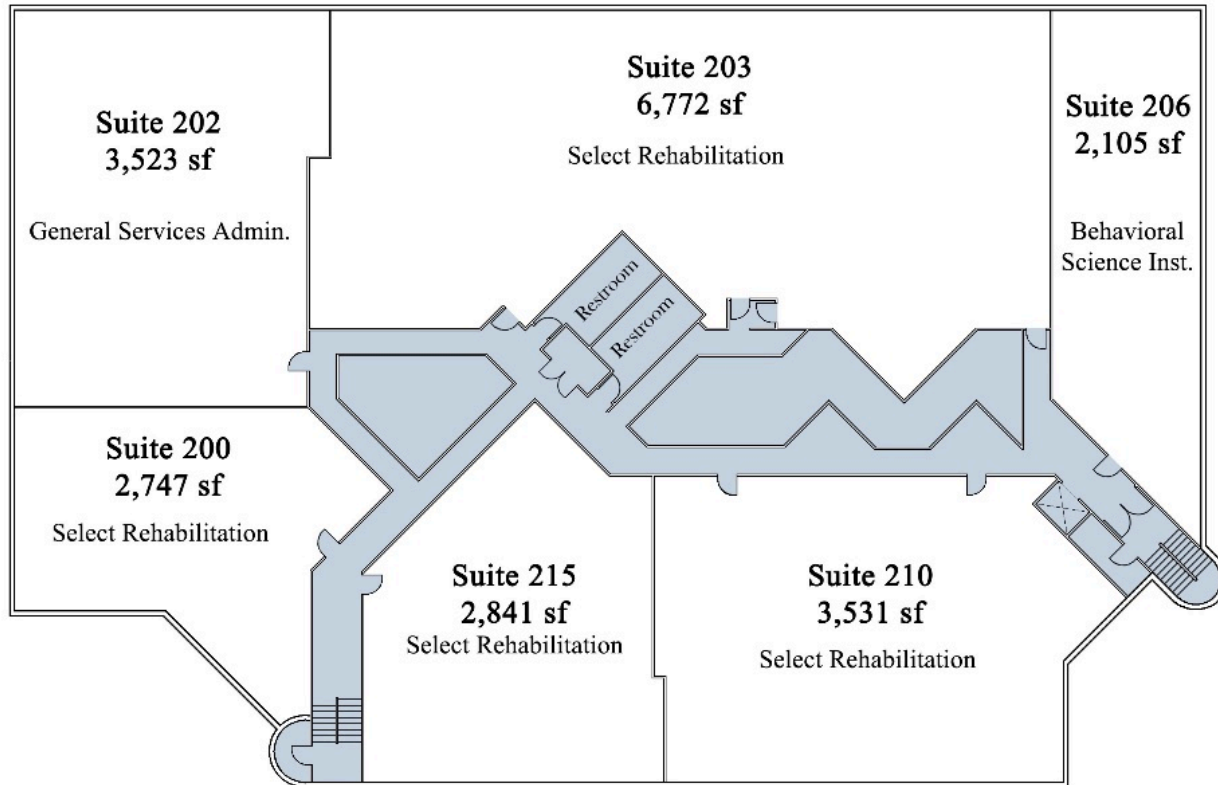 Suite 202
3,523 sf
General Services Admin.
Suite 203
6,772 sf
Select Rehabilitation
Suite 206
2,105 sf
Behavioral
Science Inst.
Restroom
Restroom
Suite 200
2,747 sf
Select Rehabilitation
Suite 215
2,841 sf
Select Rehabilitation
Suite 210
3,531 sf
Select Rehabilitation